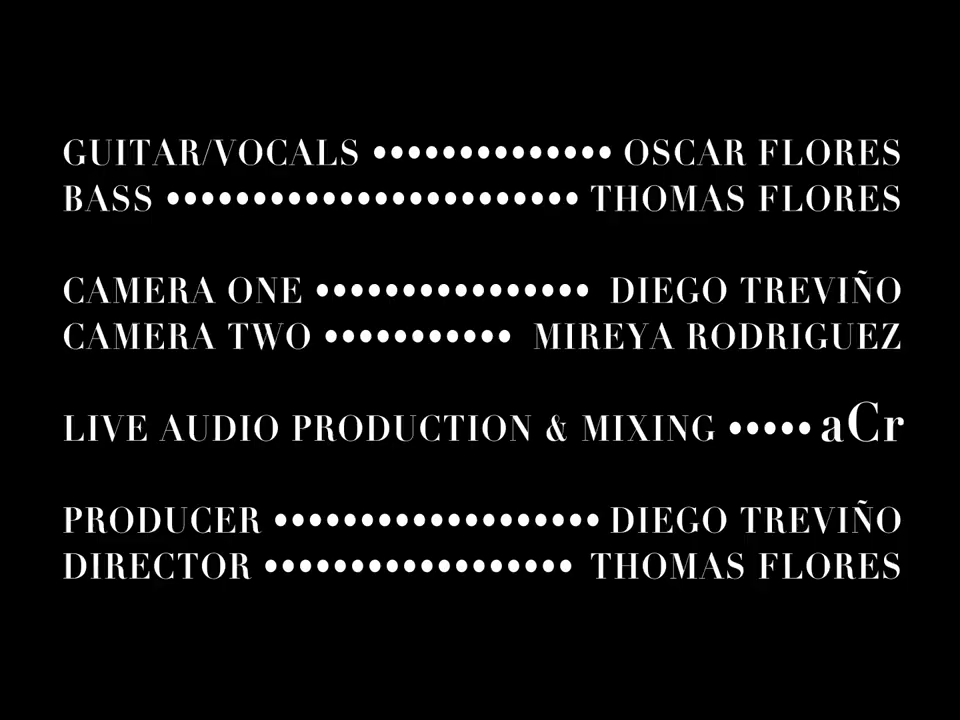 GUITAR/VOCALS •••••••••••••• OSCAR FLORES
BASS •••••••••••••••••••••••• THOMAS FLORES
CAMERA ONE •••••••••••••••• DIEGO TREVIÑO
CAMERA TWO ••••••••••• MIREYA RODRIGUEZ
LIVE AUDIO PRODUCTION & MIXING ••••• aCr
PRODUCER ••••••••••••••••••• DIEGO TREVIÑO
DIRECTOR •••••••••••••••••• THOMAS FLORES